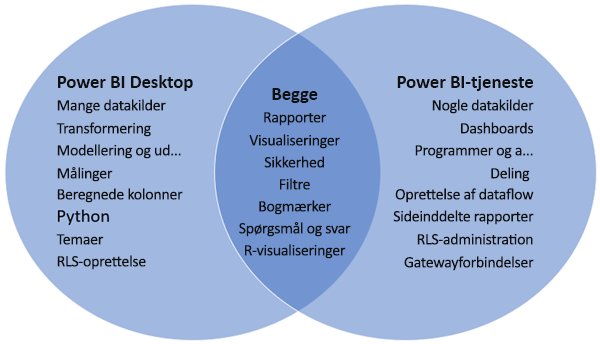 Power BI Desktop
Mange datakilder
Transformering
Modellering og ud...
Målinger
Beregnede kolonner
Python
Temaer
RLS-oprettelse
Begge
Rapporter
Visualiseringer
Sikkerhed
Filtre
Bogmærker
Spørgsmål og svar
R-visualiseringer
Power BI-tjeneste
Nogle datakilder
Dashboards
Programmer og a...
Deling
Oprettelse af dataflow
Sideinddelte rapporter
RLS-administration
Gatewayforbindelser